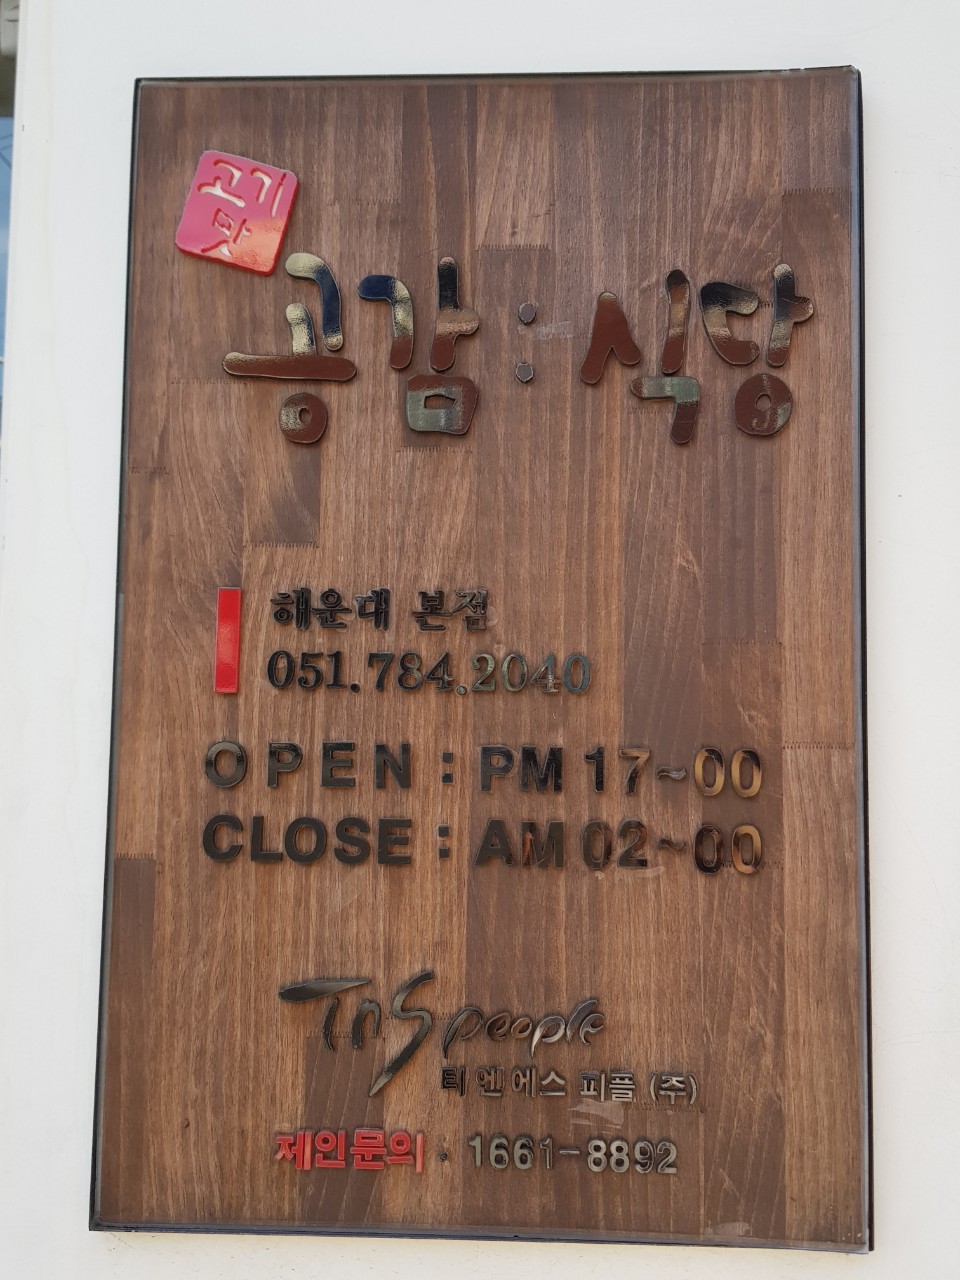 고기
맛
공감:식당
해운대 본점
051.784.2040
OPEN : PM 17~00
CLOSE : AM 02~00
TnS people
티엔에스 피플 (주)
체인문의 : 1661-8892